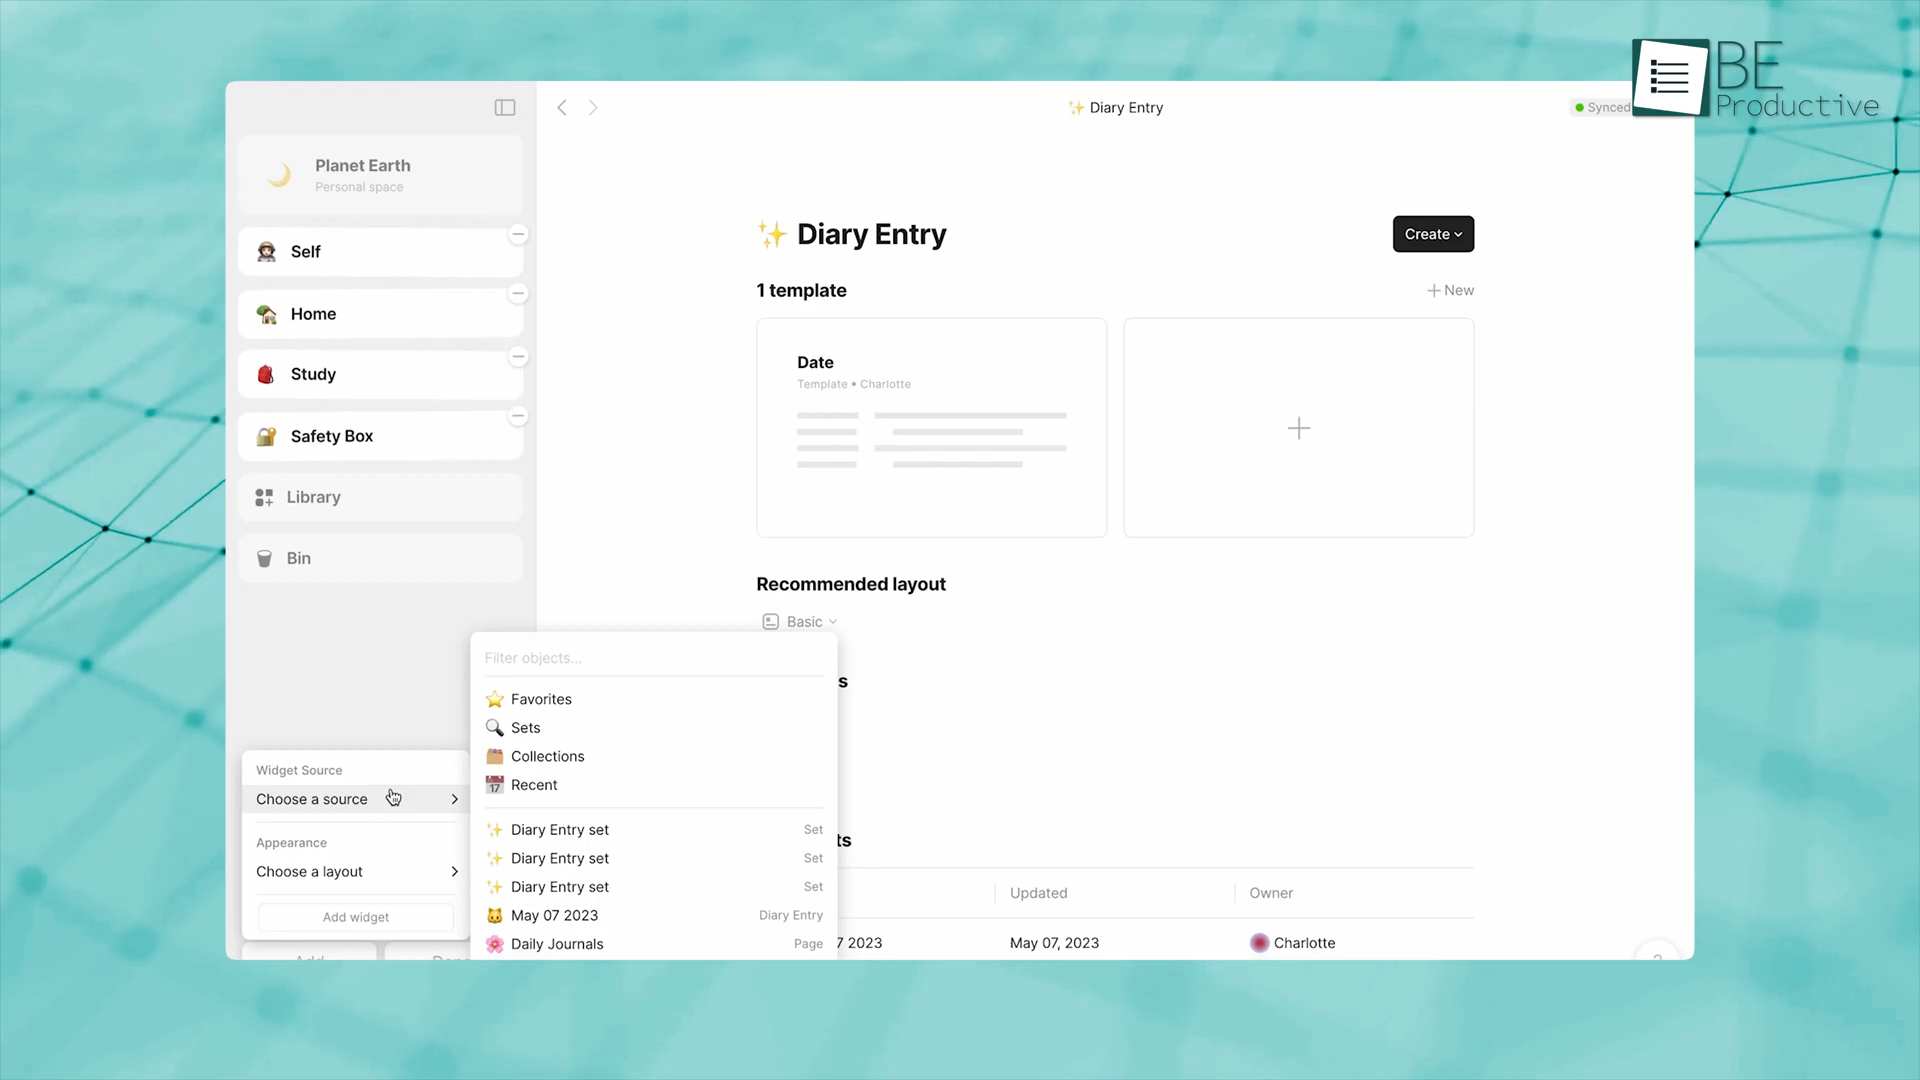 BE
Productive
Diary Entry
Synced
Planet Earth
Personal space
Self
Home
Study
Safety Box
Library
Bin
Diary Entry
Create
1 template
New
Date
Template • Charlotte
Recommended layout
Basic
Filter objects...
Favorites
Sets
Collections
17 Recent
Diary Entry set Set
Diary Entry set Set
Diary Entry set Set
May 07 2023 Diary Entry
Daily Journals Page
Widget Source
Choose a source
Appearance
Choose a layout
Add widget
Add Done
s
ts
Updated Owner
7 2023 May 07, 2023 Charlotte
?